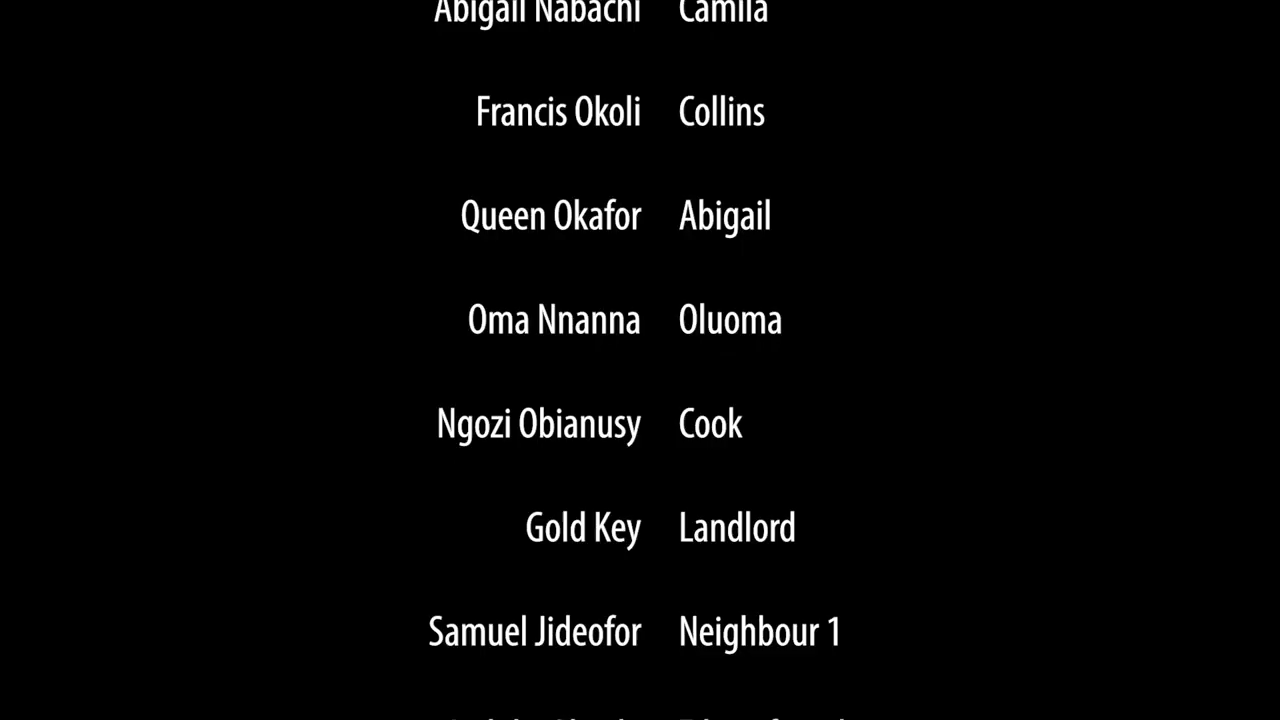 Abigail Nabachi Camila
Francis Okoli Collins
Queen Okafor Abigail
Oma Nnanna Oluoma
Ngozi Obianusy Cook
Gold Key Landlord
Samuel Jideofor Neighbour 1